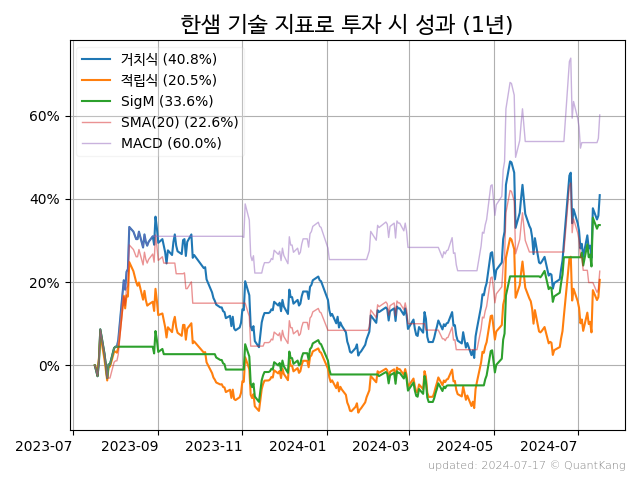 한샘 기술 지표로 투자 시 성과 (1년)
거치식 (40.8%)
적립식 (20.5%)
SigM (33.6%)
SMA(20) (22.6%)
MACD (60.0%)
60%
40%
20%
0%
2023-07 2023-09 2023-11 2024-01 2024-03 2024-05 2024-07
updated: 2024-07-17 © QuantKang